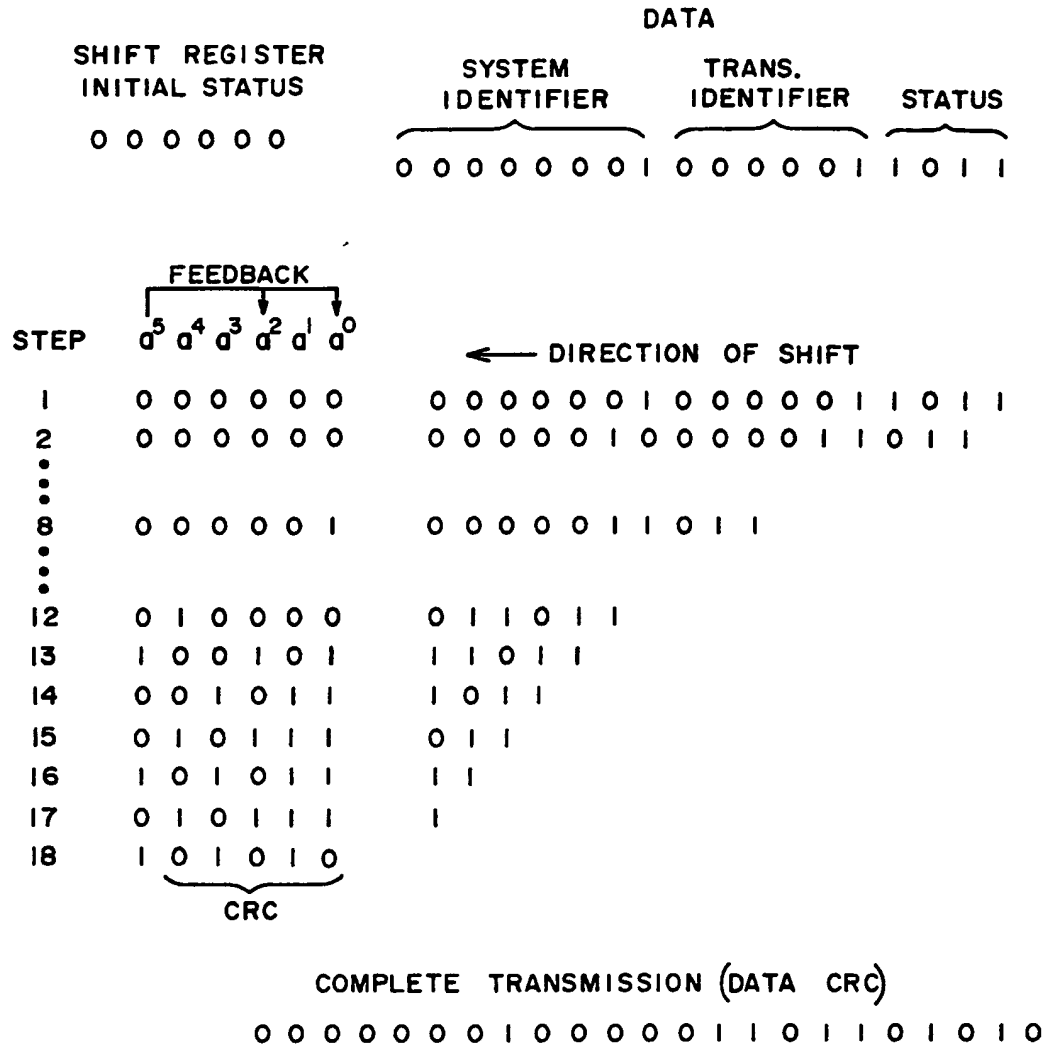 DATA
SHIFT REGISTER
INITIAL STATUS
SYSTEM
IDENTIFIER
TRANS.
IDENTIFIER
STATUS
0 0 0 0 0 0
0 0 0 0 0 0 0 1 0 0 0 0 0 1 1 0 1 1
FEEDBACK
STEP a⁵ a⁴ a³ a² a¹ a⁰
← DIRECTION OF SHIFT
1 0 0 0 0 0 0 0 0 0 0 0 0 1 0 0 0 0 0 1 1 0 1 1
2 0 0 0 0 0 0 0 0 0 0 0 1 0 0 0 0 0 1 1 0 1 1
8 0 0 0 0 0 1 0 0 0 0 0 1 1 0 1 1
12 0 1 0 0 0 0 0 1 1 0 1 1
13 1 0 0 1 0 1 1 1 0 1 1
14 0 0 1 0 1 1 1 0 1 1
15 0 1 0 1 1 1 0 1 1
16 1 0 1 0 1 1 1 1
17 0 1 0 1 1 1 1
18 1 0 1 0 1 0
CRC
COMPLETE TRANSMISSION (DATA CRC)
0 0 0 0 0 0 0 1 0 0 0 0 0 1 1 0 1 1 0 1 0 1 0